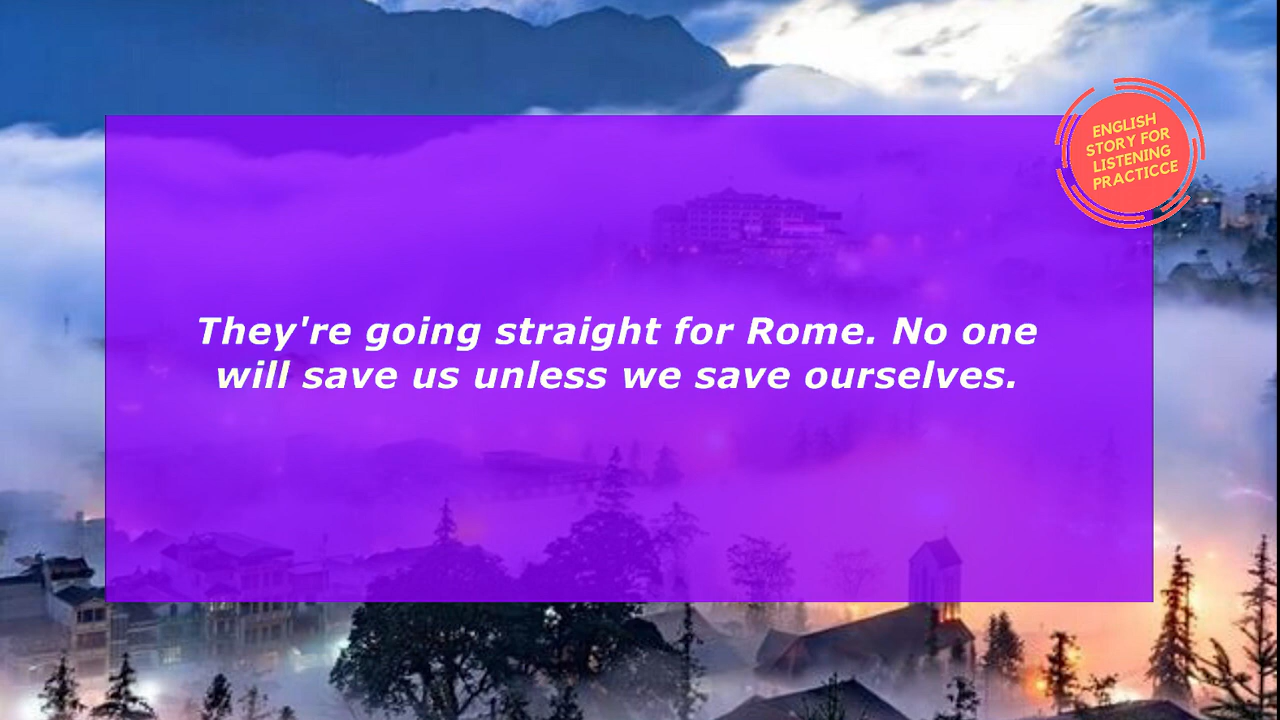 ENGLISH
STORY FOR
LISTENING
PRACTICCE
They're going straight for Rome. No one
will save us unless we save ourselves.